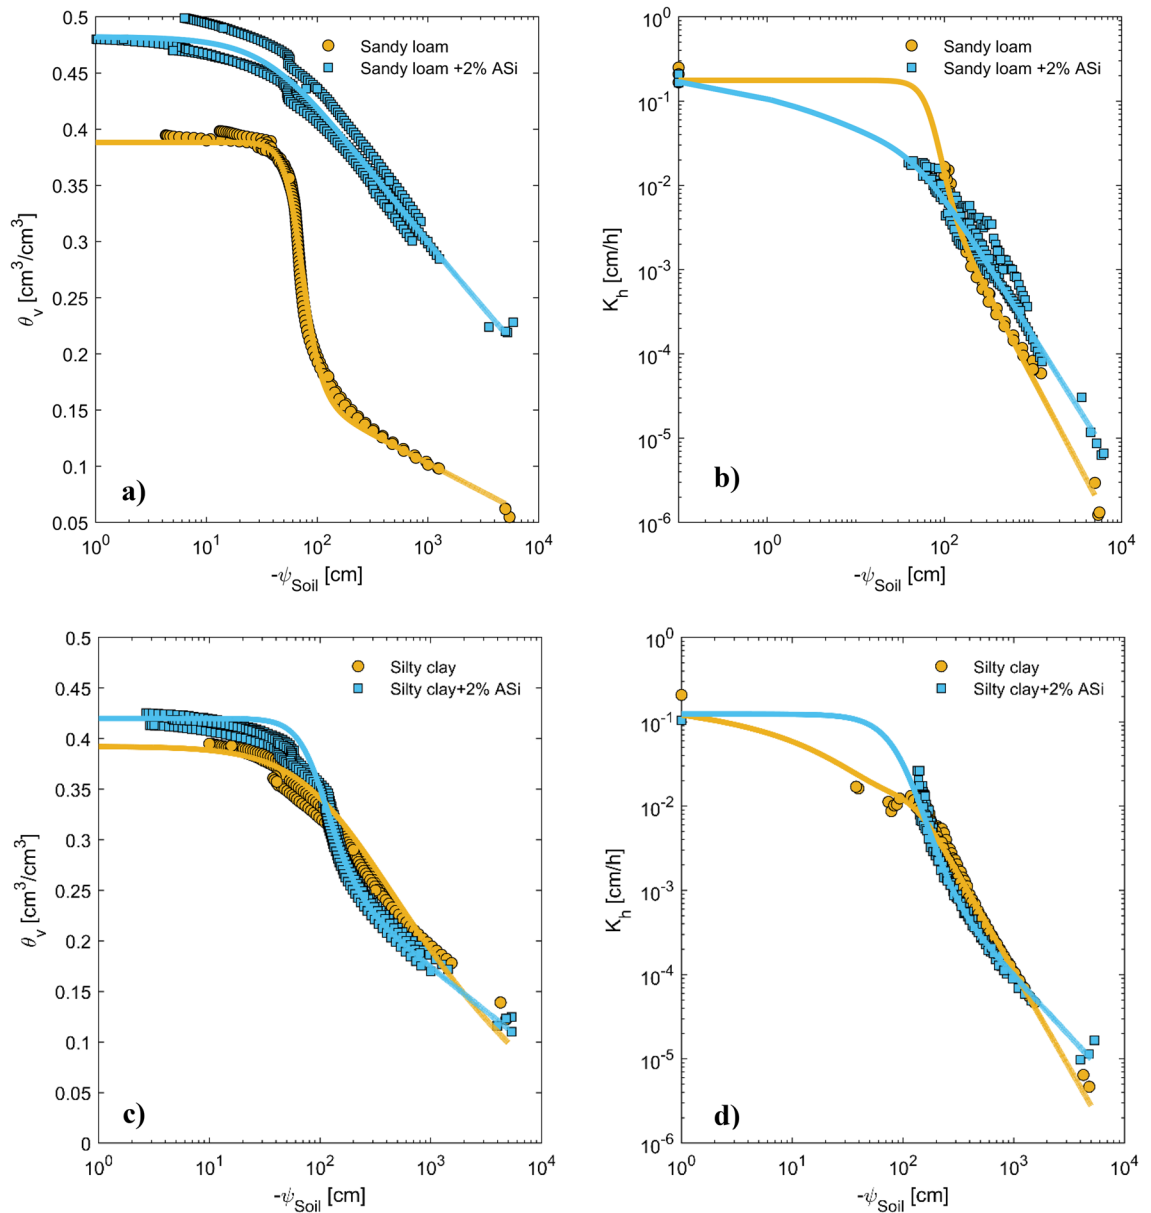 0.5
0.45
0.4
0.35
0.3
0.25
0.2
0.15
0.1
0.05
θv [cm3/cm3]
Sandy loam
Sandy loam +2% ASi
a)
10^0 10^1 10^2 10^3 10^4
-ψSoil [cm]
10^0
10^-1
10^-2
10^-3
10^-4
10^-5
10^-6
Kh [cm/h]
Sandy loam
Sandy loam +2% ASi
b)
10^0 10^2 10^4
-ψSoil [cm]
0.5
0.45
0.4
0.35
0.3
0.25
0.2
0.15
0.1
0.05
0
θv [cm3/cm3]
Silty clay
Silty clay+2% ASi
c)
10^0 10^1 10^2 10^3 10^4
-ψSoil [cm]
10^0
10^-1
10^-2
10^-3
10^-4
10^-5
10^-6
Kh [cm/h]
Silty clay
Silty clay+2% ASi
d)
10^0 10^1 10^2 10^3 10^4
-ψSoil [cm]